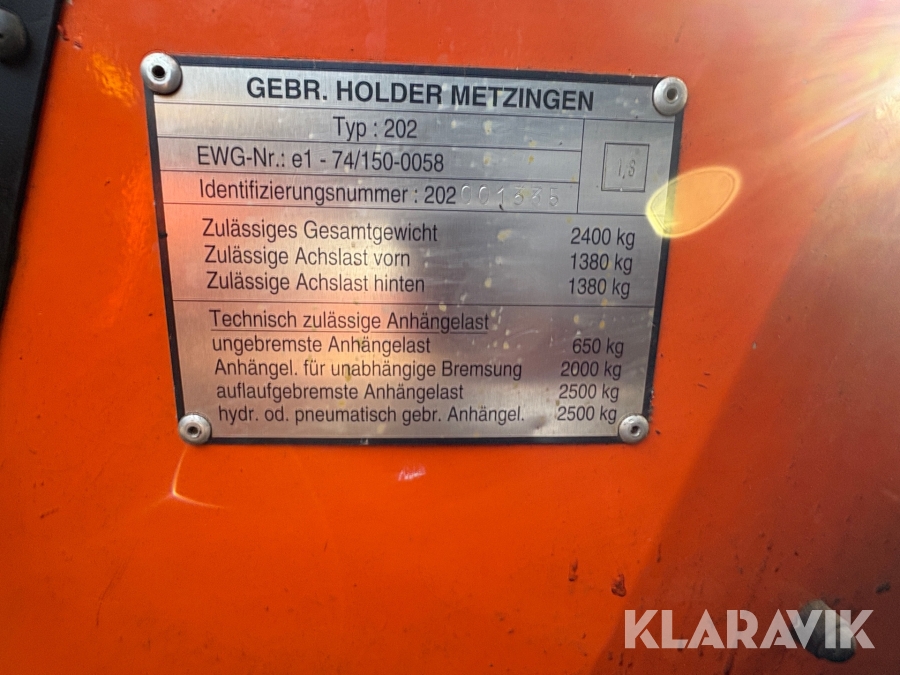 GEBR. HOLDER METZINGEN
Typ : 202
EWG-Nr.: e1 - 74/150-0058
1,6
Identifizierungsnummer : 202 001335
Zulässiges Gesamtgewicht 2400 kg
Zulässige Achslast vorn 1380 kg
Zulässige Achslast hinten 1380 kg
Technisch zulässige Anhängelast
ungebremste Anhängelast 650 kg
Anhängel. für unabhängige Bremsung 2000 kg
auflaufgebremste Anhängelast 2500 kg
hydr. od. pneumatisch gebr. Anhängel. 2500 kg
KLARAVIK